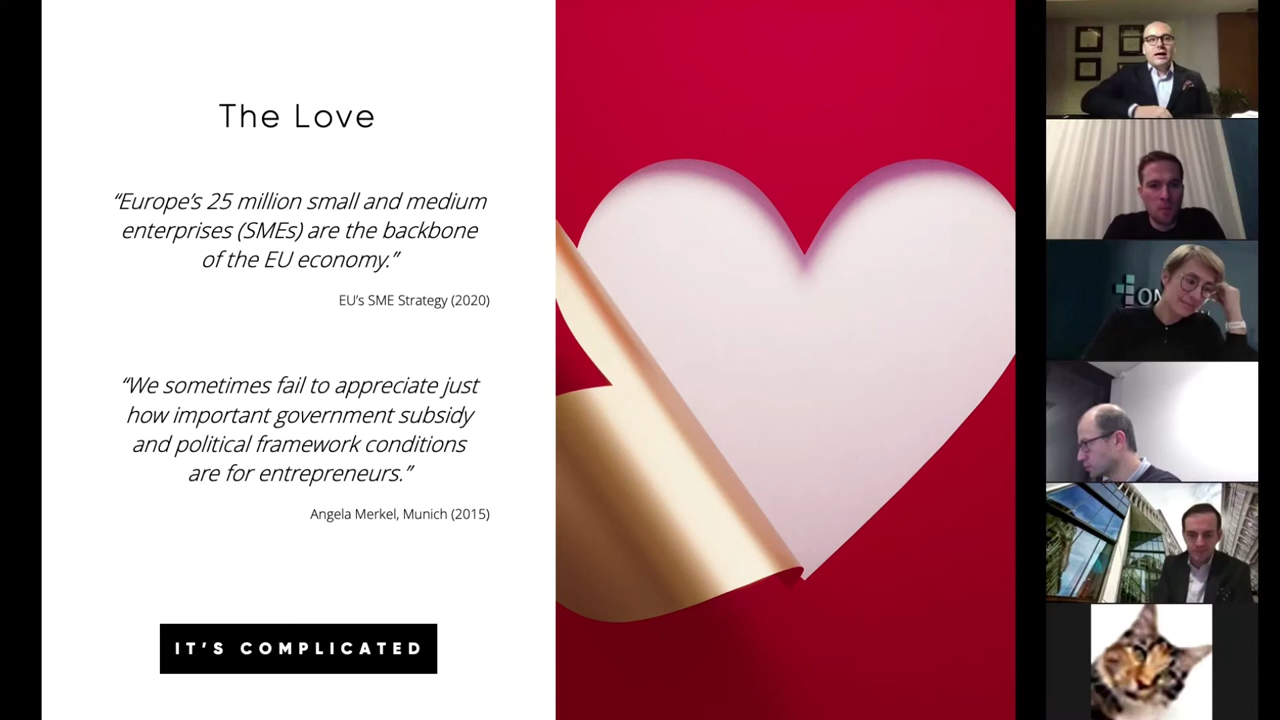 The Love
“Europe’s 25 million small and medium
enterprises (SMEs) are the backbone
of the EU economy.”
EU’s SME Strategy (2020)
“We sometimes fail to appreciate just
how important government subsidy
and political framework conditions
are for entrepreneurs.”
Angela Merkel, Munich (2015)
IT’S COMPLICATED